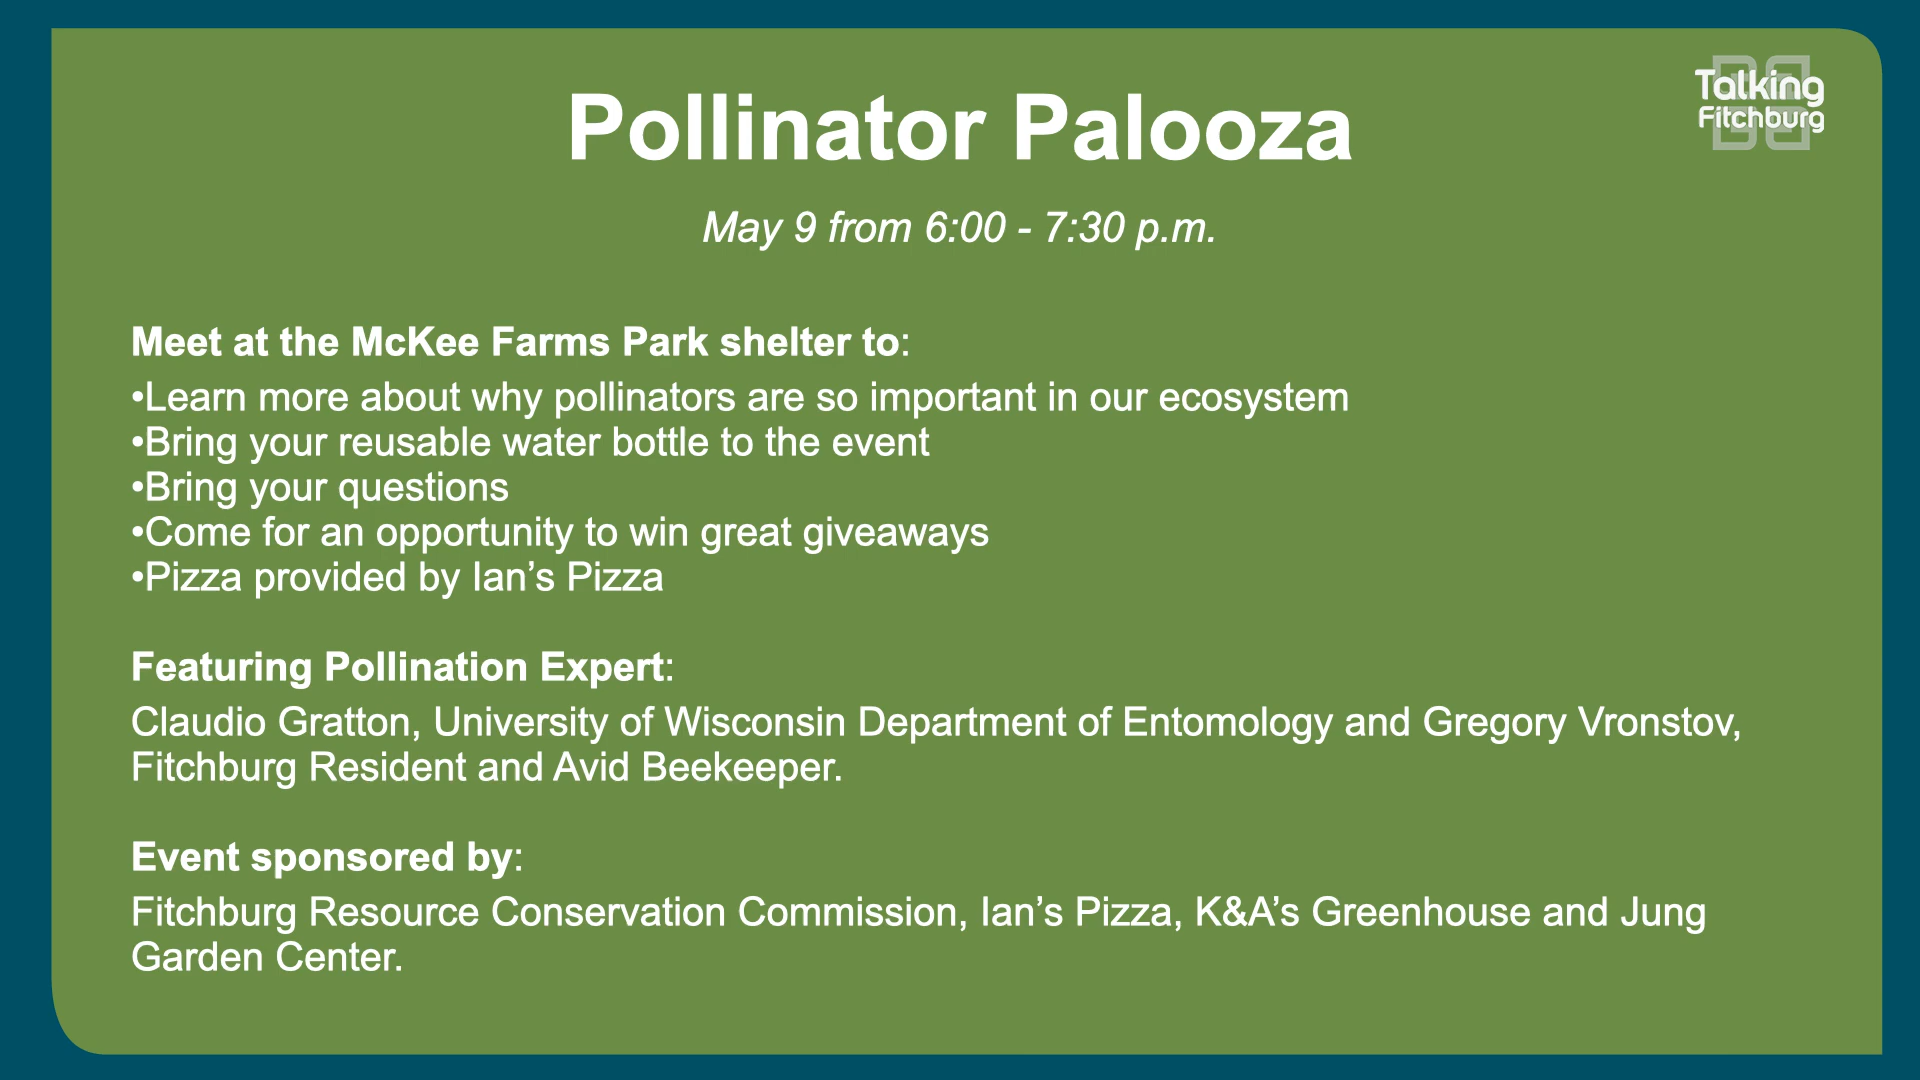 Talking
Fitchburg
Pollinator Palooza
May 9 from 6:00 - 7:30 p.m.
Meet at the McKee Farms Park shelter to:
•Learn more about why pollinators are so important in our ecosystem
•Bring your reusable water bottle to the event
•Bring your questions
•Come for an opportunity to win great giveaways
•Pizza provided by Ian’s Pizza
Featuring Pollination Expert:
Claudio Gratton, University of Wisconsin Department of Entomology and Gregory Vronstov,
Fitchburg Resident and Avid Beekeeper.
Event sponsored by:
Fitchburg Resource Conservation Commission, Ian’s Pizza, K&A’s Greenhouse and Jung
Garden Center.